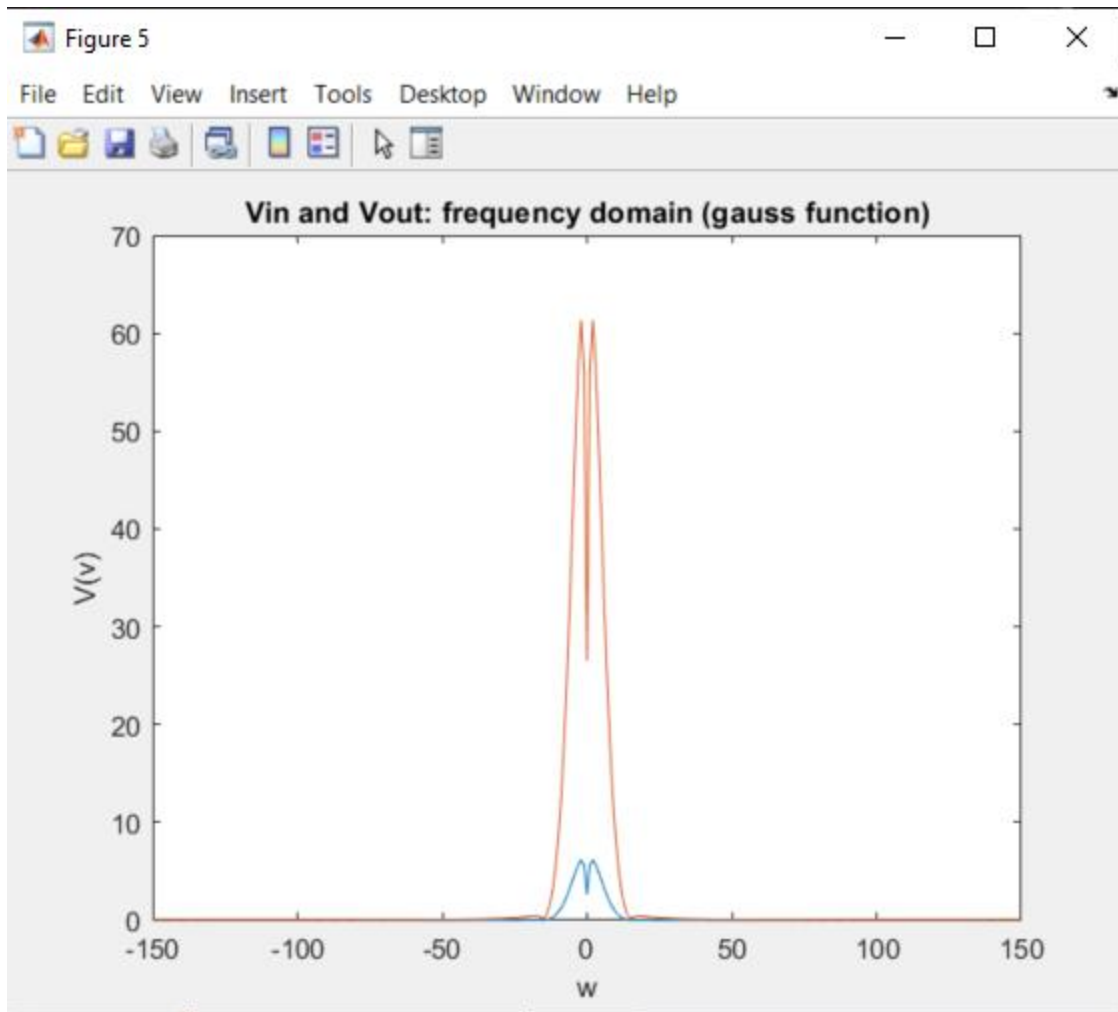 Figure 5
File Edit View Insert Tools Desktop Window Help
Vin and Vout: frequency domain (gauss function)
70
60
50
40
30
20
10
0
V(v)
-150 -100 -50 0 50 100 150
w